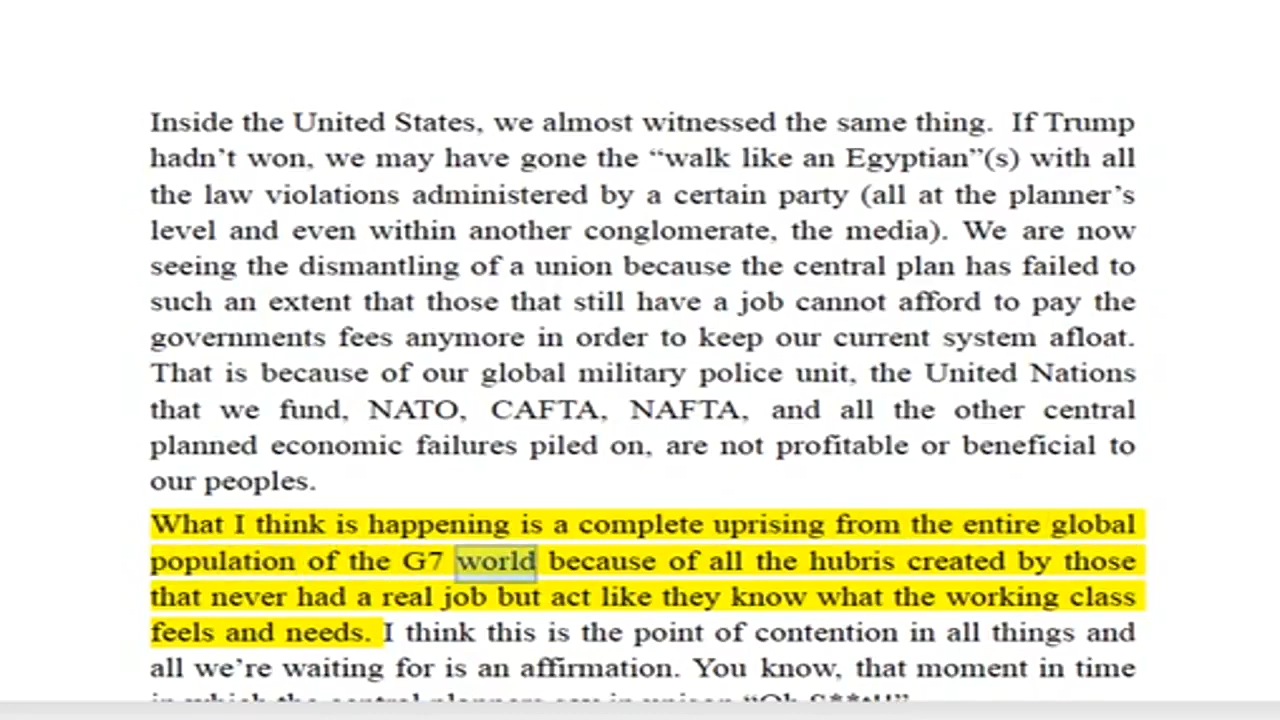 Inside the United States, we almost witnessed the same thing. If Trump
hadn’t won, we may have gone the “walk like an Egyptian”(s) with all
the law violations administered by a certain party (all at the planner’s
level and even within another conglomerate, the media). We are now
seeing the dismantling of a union because the central plan has failed to
such an extent that those that still have a job cannot afford to pay the
governments fees anymore in order to keep our current system afloat.
That is because of our global military police unit, the United Nations
that we fund, NATO, CAFTA, NAFTA, and all the other central
planned economic failures piled on, are not profitable or beneficial to
our peoples.
What I think is happening is a complete uprising from the entire global
population of the G7 world because of all the hubris created by those
that never had a real job but act like they know what the working class
feels and needs. I think this is the point of contention in all things and
all we’re waiting for is an affirmation. You know, that moment in time
in which the central planners say in unison “Oh S**t!!”